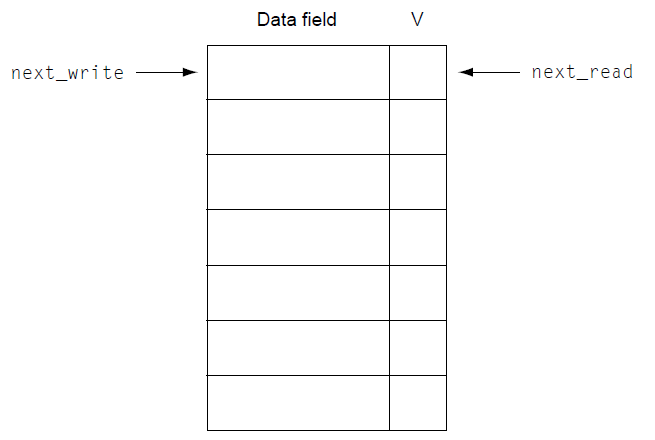 Data field V
next_write
next_read